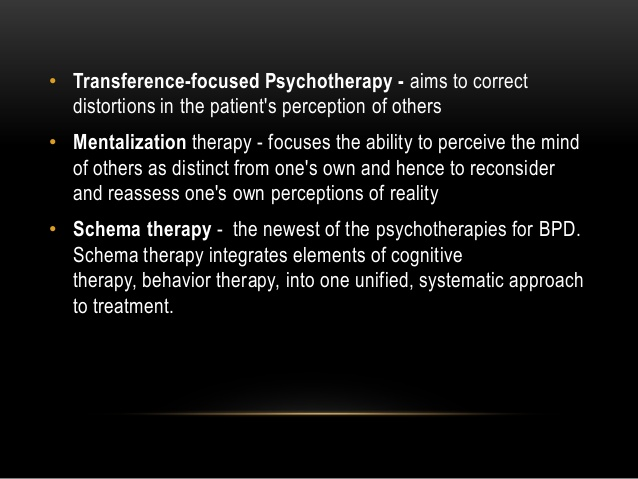 • Transference-focused Psychotherapy - aims to correct
distortions in the patient's perception of others
• Mentalization therapy - focuses the ability to perceive the mind
of others as distinct from one's own and hence to reconsider
and reassess one's own perceptions of reality
• Schema therapy - the newest of the psychotherapies for BPD.
Schema therapy integrates elements of cognitive
therapy, behavior therapy, into one unified, systematic approach
to treatment.